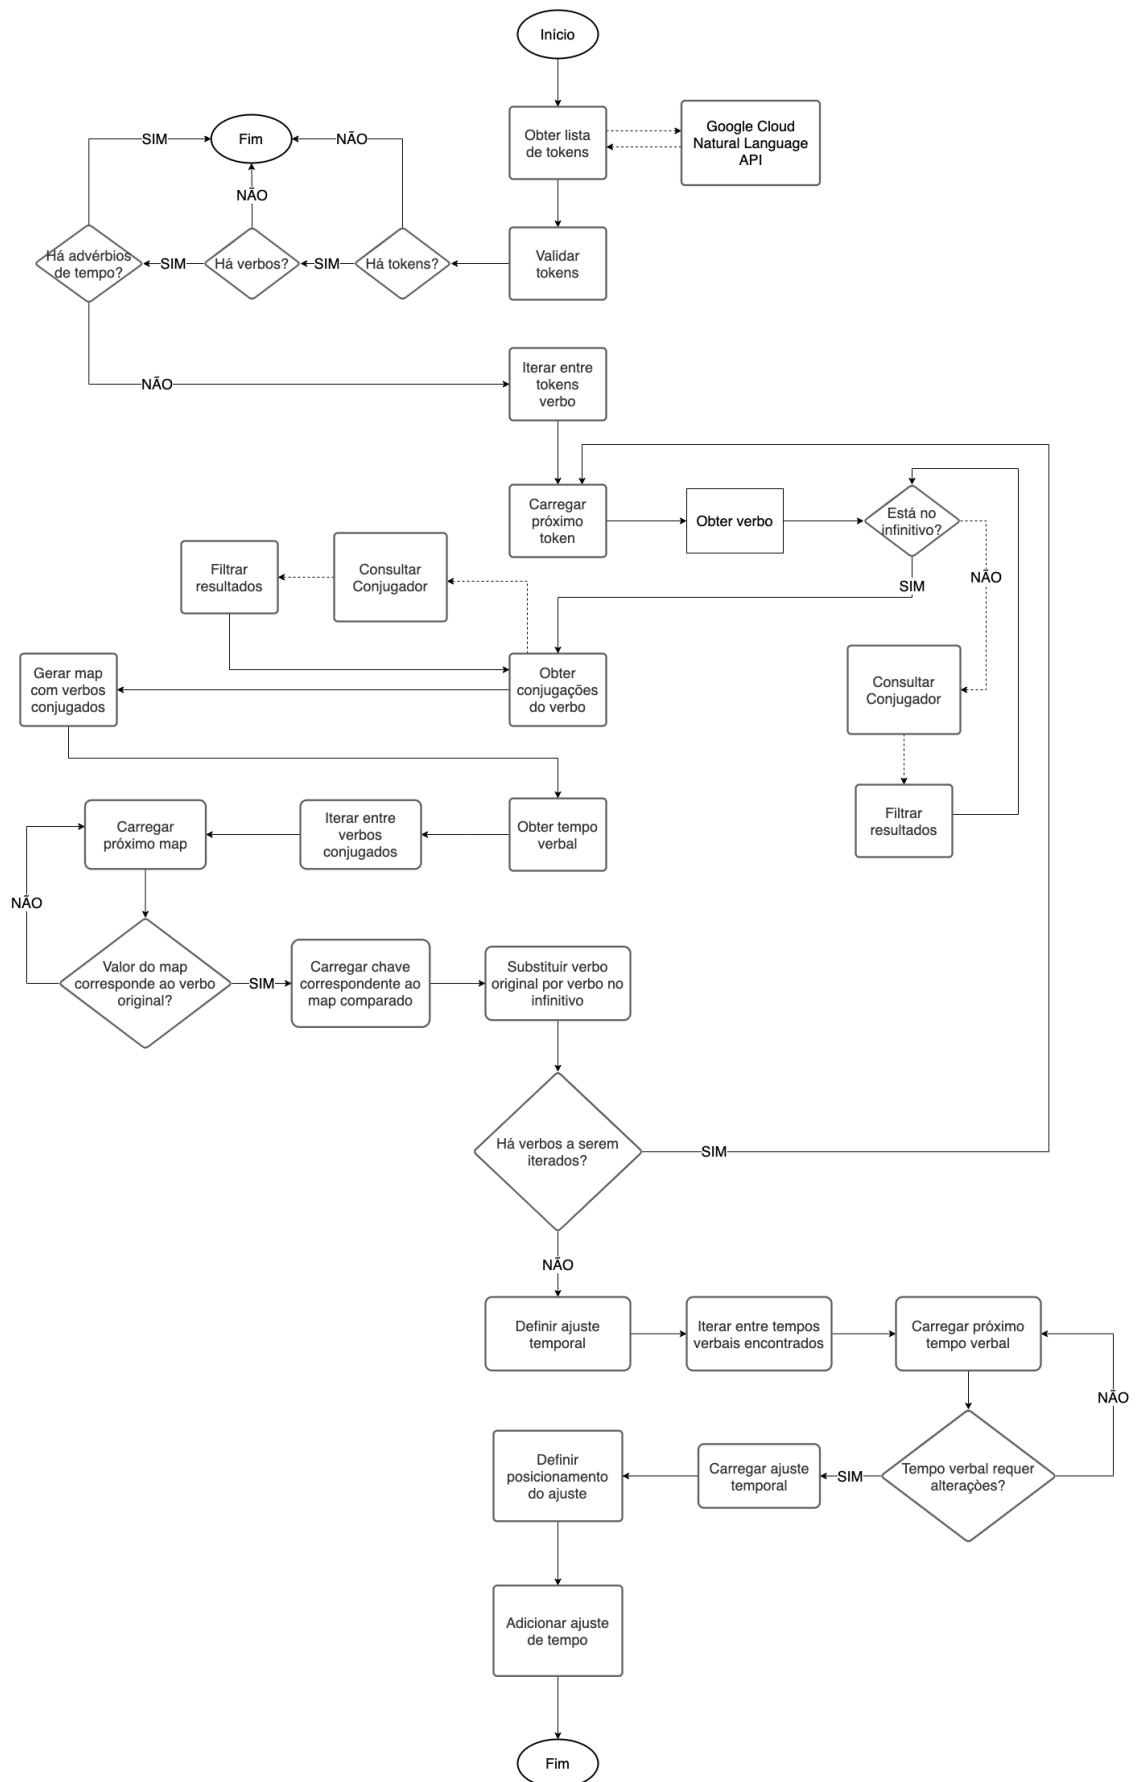 Início
Obter lista
de tokens
Google Cloud
Natural Language
API
SIM
Fim
NÃO
NÃO
Há advérbios
de tempo?
SIM
Há verbos?
SIM
Há tokens?
Validar
tokens
NÃO
Iterar entre
tokens
verbo
Carregar
próximo
token
Obter verbo
Está no
infinitivo?
SIM
NÃO
Filtrar
resultados
Consultar
Conjugador
Gerar map
com verbos
conjugados
Obter
conjugações
do verbo
Consultar
Conjugador
Filtrar
resultados
Carregar
próximo map
Iterar entre
verbos
conjugados
Obter tempo
verbal
NÃO
Valor do map
corresponde ao verbo
original?
SIM
Carregar chave
correspondente ao
map comparado
Substituir verbo
original por verbo no
infinitivo
Há verbos a serem
iterados?
SIM
NÃO
Definir ajuste
temporal
Iterar entre tempos
verbais encontrados
Carregar próximo
tempo verbal
NÃO
Definir
posicionamento
do ajuste
Carregar ajuste
temporal
SIM
Tempo verbal requer
alteraçòes?
Adicionar ajuste
de tempo
Fim